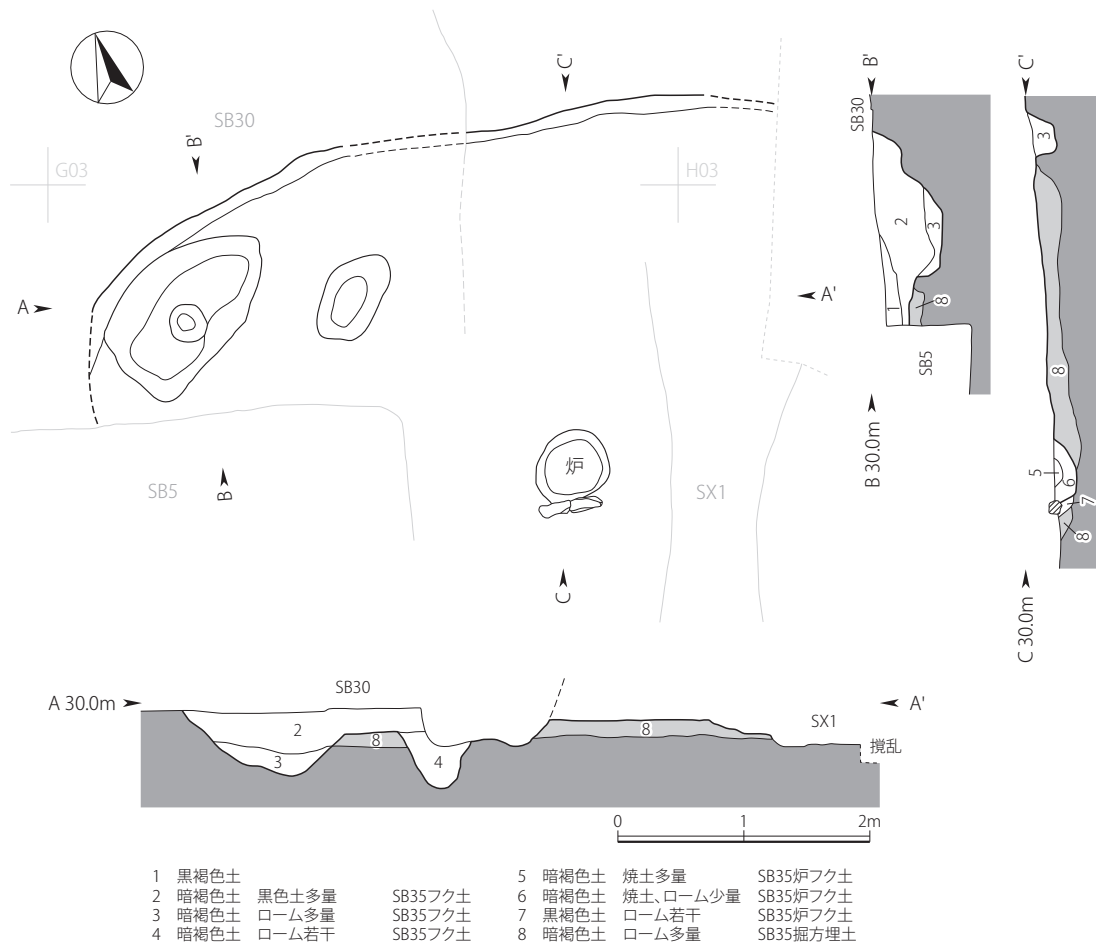 C'
B'
SB30
G03
H03
A
A'
SB5
B
炉
SX1
C
B'
SB30
2
3
1
8
SB5
B 30.0m
C'
3
8
5
6
7
8
C 30.0m
A 30.0m
SB30
A'
2
3
8
4
8
SX1
撹乱
0 1 2m
1 黒褐色土
2 暗褐色土 黒色土多量 SB35フク土
3 暗褐色土 ローム多量 SB35フク土
4 暗褐色土 ローム若干 SB35フク土
5 暗褐色土 焼土多量 SB35炉フク土
6 暗褐色土 焼土、ローム少量 SB35炉フク土
7 黒褐色土 ローム若干 SB35炉フク土
8 暗褐色土 ローム多量 SB35掘方埋土